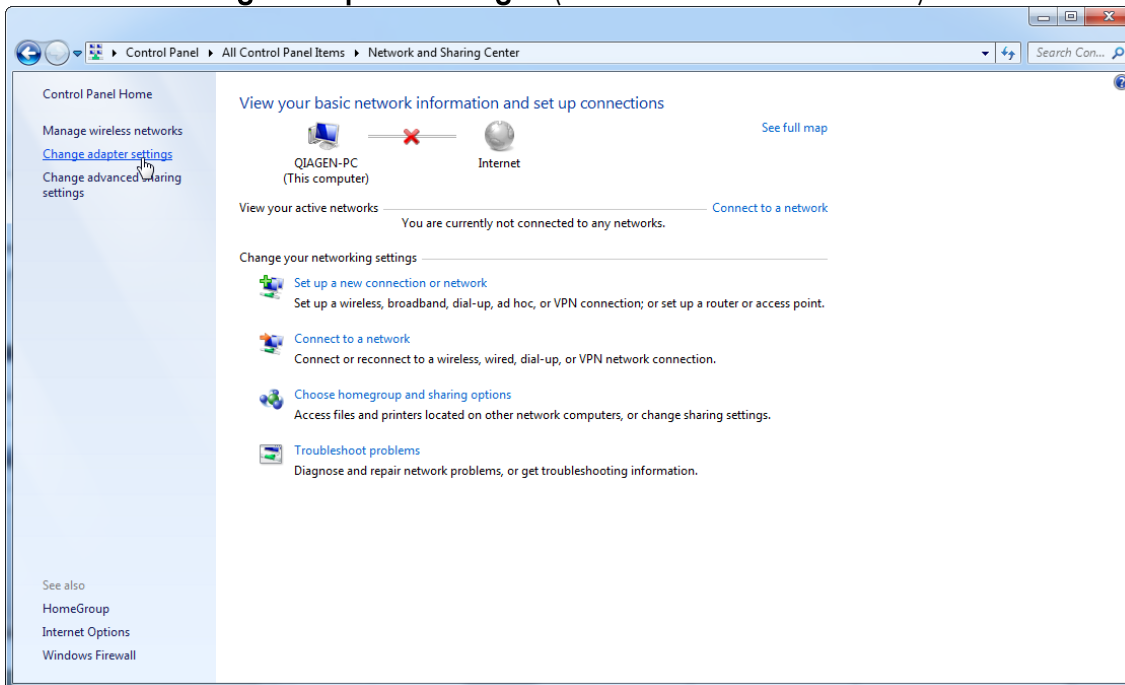 Control Panel ▸ All Control Panel Items ▸ Network and Sharing Center
Search Con...
Control Panel Home
Manage wireless networks
Change adapter settings
Change advanced sharing
settings
View your basic network information and set up connections
See full map
QIAGEN-PC
(This computer)
Internet
View your active networks
Connect to a network
You are currently not connected to any networks.
Change your networking settings
Set up a new connection or network
Set up a wireless, broadband, dial-up, ad hoc, or VPN connection; or set up a router or access point.
Connect to a network
Connect or reconnect to a wireless, wired, dial-up, or VPN network connection.
Choose homegroup and sharing options
Access files and printers located on other network computers, or change sharing settings.
Troubleshoot problems
Diagnose and repair network problems, or get troubleshooting information.
See also
HomeGroup
Internet Options
Windows Firewall